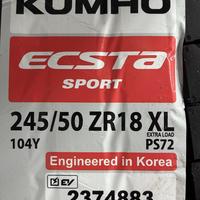 KUMHO
ECSTA
SPORT
245/50 ZR18 XL
EXTRA LOAD
104Y PS72
Engineered in Korea
EV
2374883